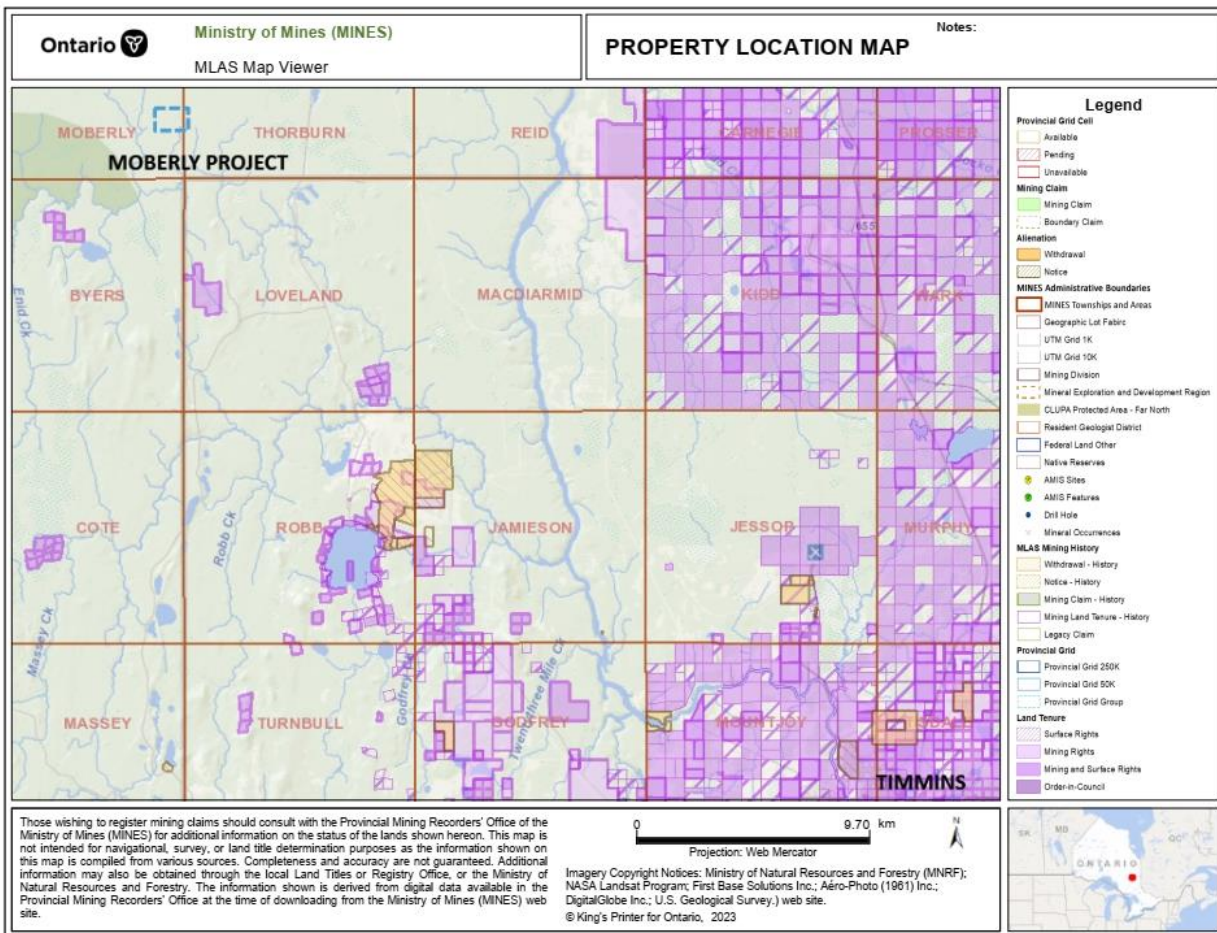 Ontario
Ministry of Mines (MINES)
MLAS Map Viewer
PROPERTY LOCATION MAP
Notes:
MOBERLY
THORBURN
REID
CARNEGIE
PROSSER
MOBERLY PROJECT
655
BYERS
LOVELAND
MACDIARMID
KIDD
WARK
Enid Ck
COTE
ROBB
JAMIESON
JESSOP
MURPHY
Robb Ck
Massey Ck
MASSEY
TURNBULL
GODFREY
MOUNTJOY
Twentythree Mile Ck
TIMMINS
Legend
Provincial Grid Cell
Available
Pending
Unavailable
Mining Claim
Mining Claim
Boundary Claim
Alienation
Withdrawal
Notice
MINES Administrative Boundaries
MINES Townships and Areas
Geographic Lot Fabirc
UTM Grid 1K
UTM Grid 10K
Mining Division
Mineral Exploration and Development Region
CLUPA Protected Area - Far North
Resident Geologist District
Federal Land Other
Native Reserves
AMIS Sites
AMIS Features
Drill Hole
Mineral Occurrences
MLAS Mining History
Withdrawal - History
Notice - History
Mining Claim - History
Mining Land Tenure - History
Legacy Claim
Provincial Grid
Provincial Grid 250K
Provincial Grid 50K
Provincial Grid Group
Land Tenure
Surface Rights
Mining Rights
Mining and Surface Rights
Order-in-Council
Those wishing to register mining claims should consult with the Provincial Mining Recorders' Office of the
Ministry of Mines (MINES) for additional information on the status of the lands shown hereon. This map is
not intended for navigational, survey, or land title determination purposes as the information shown on
this map is compiled from various sources. Completeness and accuracy are not guaranteed. Additional
information may also be obtained through the local Land Titles or Registry Office, or the Ministry of
Natural Resources and Forestry. The information shown is derived from digital data available in the
Provincial Mining Recorders' Office at the time of downloading from the Ministry of Mines (MINES) web
site.
0 9.70 km
N
Projection: Web Mercator
Imagery Copyright Notices: Ministry of Natural Resources and Forestry (MNRF);
NASA Landsat Program; First Base Solutions Inc.; Aéro-Photo (1961) Inc.;
DigitalGlobe Inc.; U.S. Geological Survey.) web site.
© King's Printer for Ontario, 2023
SK
MB
ONTARIO
QC